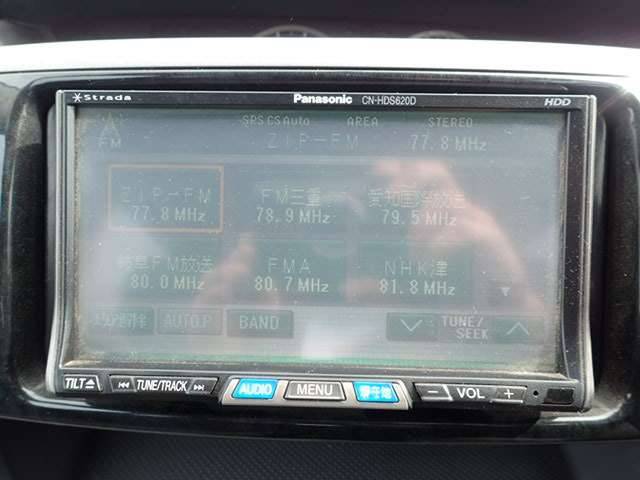 Strada Panasonic CN-HDS620D HDD
SPS CS Auto AREA STEREO
FM ZIP-FM 77.8 MHz
ZIP-FM FM三重 愛知国際放送
77.8 MHz 78.9 MHz 79.5 MHz
岐阜FM放送 FMA NHK津
80.0 MHz 80.7 MHz 81.8 MHz
AUTO.P BAND TUNE/
SEEK
TILT TUNE/TRACK AUDIO MENU 現在地 - VOL +